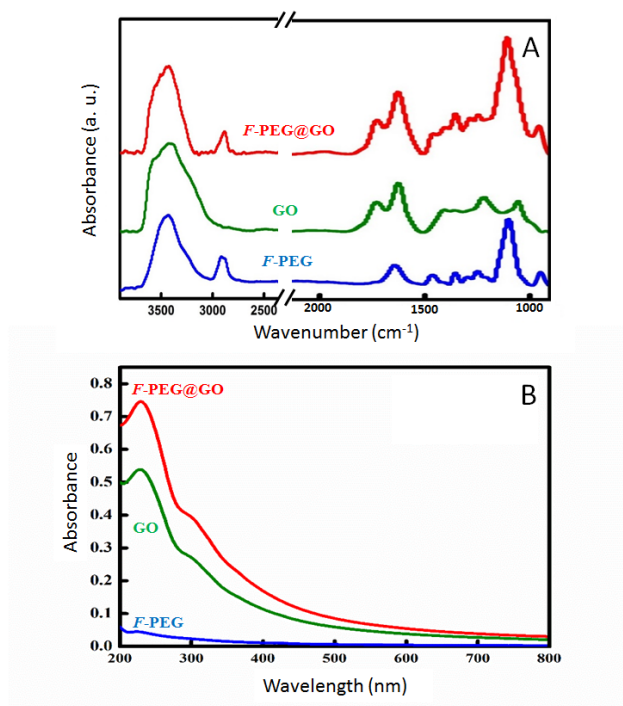 A
F-PEG@GO
GO
F-PEG
Absorbance (a. u.)
3500 3000 2500 2000 1500 1000
Wavenumber (cm-1)
B
0.8
0.7
0.6
0.5
0.4
0.3
0.2
0.1
0.0
F-PEG@GO
GO
F-PEG
Absorbance
200 300 400 500 600 700 800
Wavelength (nm)